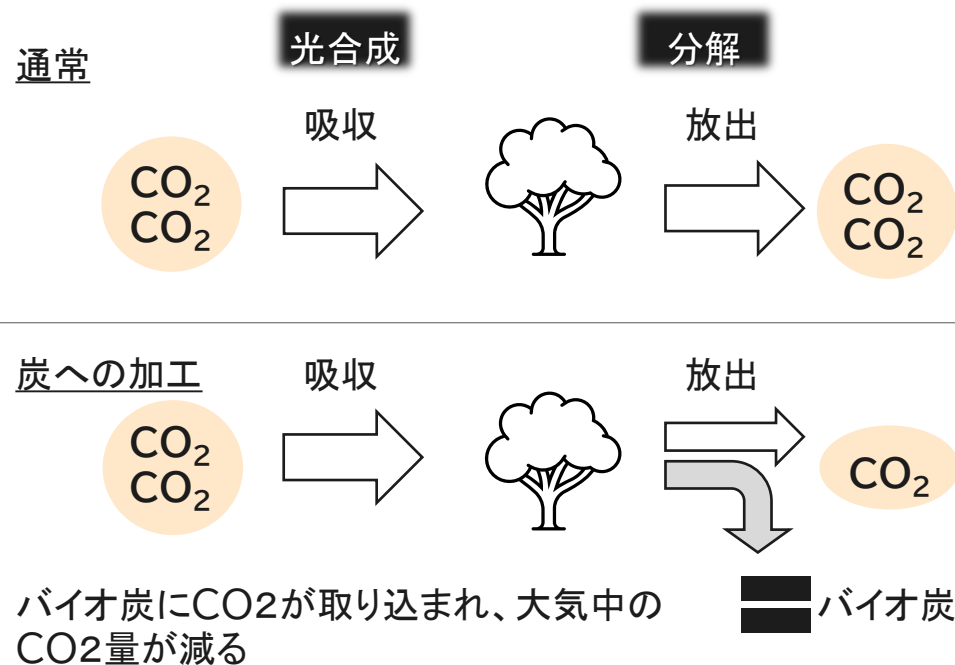 光合成
分解
通常
吸収
放出
CO₂
CO₂
CO₂
CO₂
炭への加工
吸収
放出
CO₂
CO₂
CO₂
バイオ炭にCO2が取り込まれ、大気中の
CO2量が減る
バイオ炭